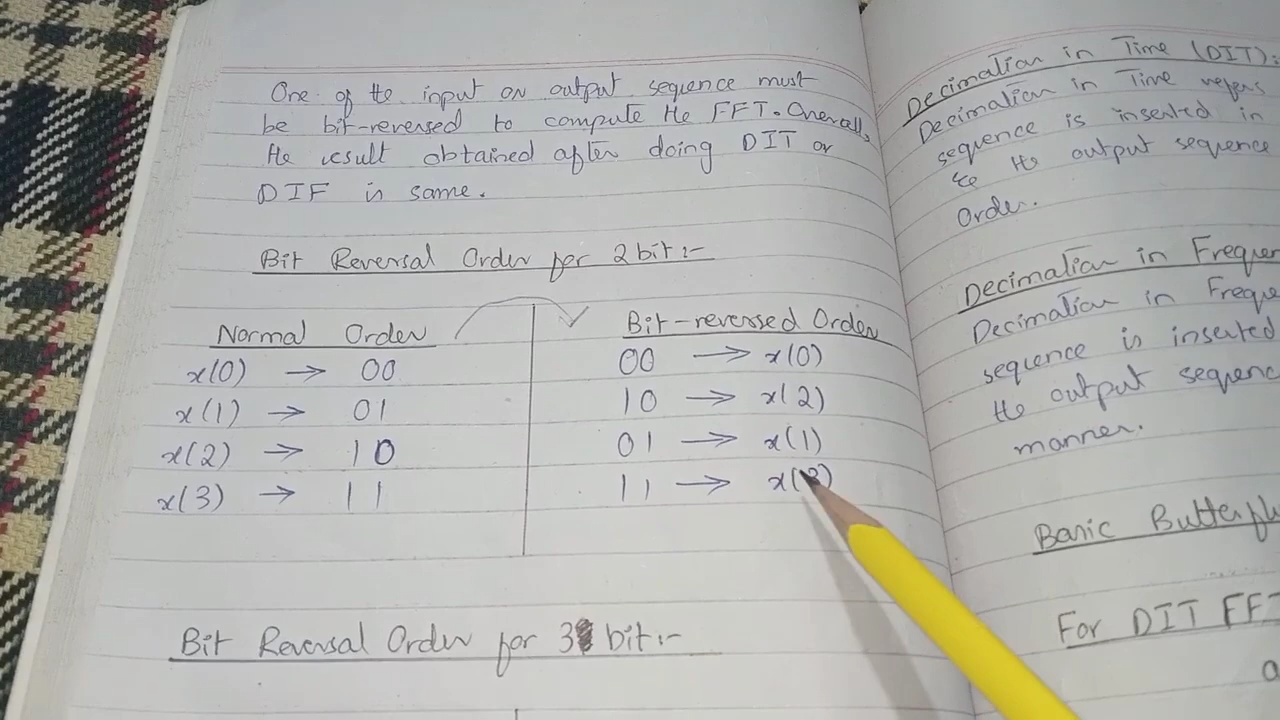 One of the input or output sequence must
be bit-reversed to compute the FFT. Overall,
the result obtained after doing DIT or
DIF is same.
Bit Reversal Order for 2 bit :-
Normal Order
x(0) → 00
x(1) → 01
x(2) → 10
x(3) → 11
Bit-reversed Order
00 → x(0)
10 → x(2)
01 → x(1)
11 → x(3)
Bit Reversal Order for 3 bit :-
Decimation in Time (DIT):
Decimation in Time refers
sequence is inserted in
the output sequence
Order.
Decimation in Frequen
Decimation in Freque
sequence is inserted
the output sequenc
manner.
Basic Butterfl
For DIT FFT
a